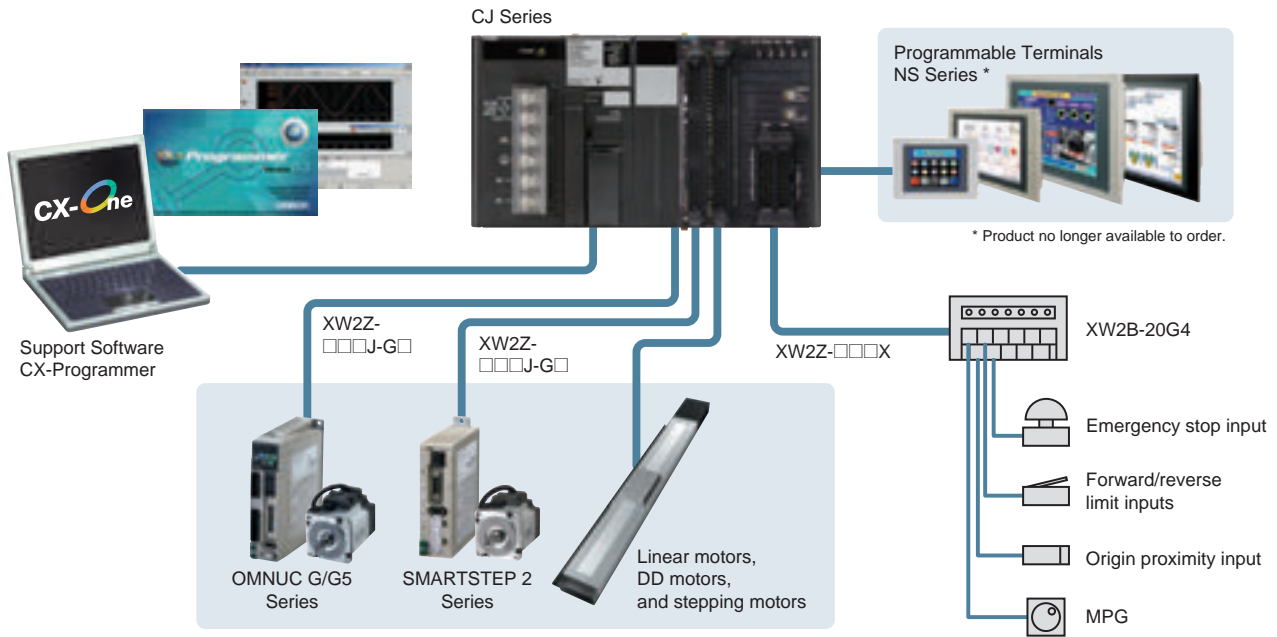 CJ Series
Programmable Terminals
NS Series *
* Product no longer available to order.
CX-One
Programmer
Support Software
CX-Programmer
XW2Z-
□□□J-G□
XW2Z-
□□□J-G□
XW2Z-□□□X
XW2B-20G4
Emergency stop input
Forward/reverse
limit inputs
Origin proximity input
MPG
OMNUC G/G5
Series
SMARTSTEP 2
Series
Linear motors,
DD motors,
and stepping motors